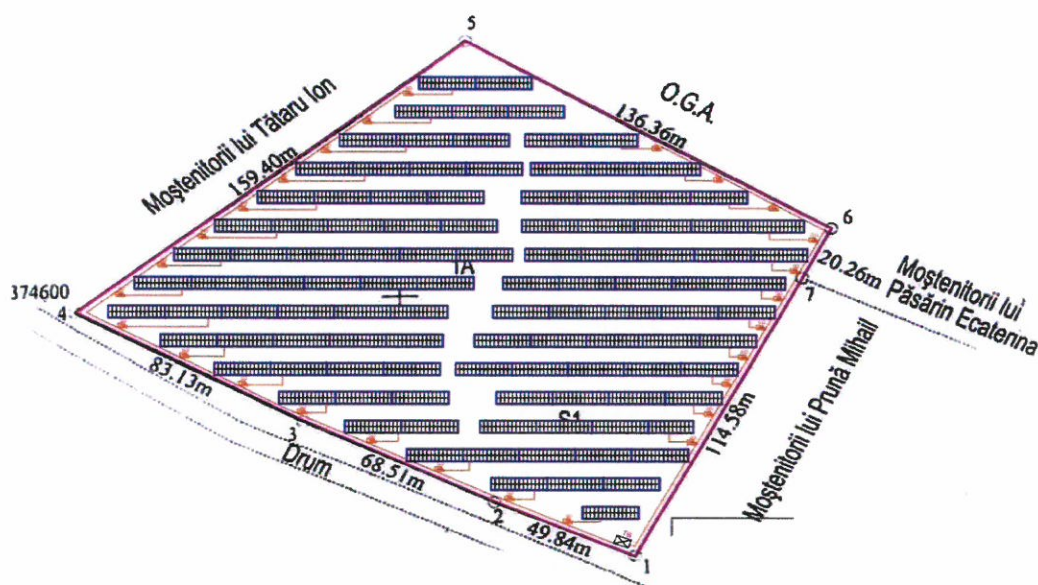 5
O.G.A.
136.36m
Moştenitorii lui Tătaru Ion
159.40m
6
20.26m
Moştenitorii lui
Păsărin Ecaterina
7
374600
4
1A
83.13m
3
Drum
68.51m
S1
114.58m
Moştenitorii lui Prună Mihail
2
49.84m
1